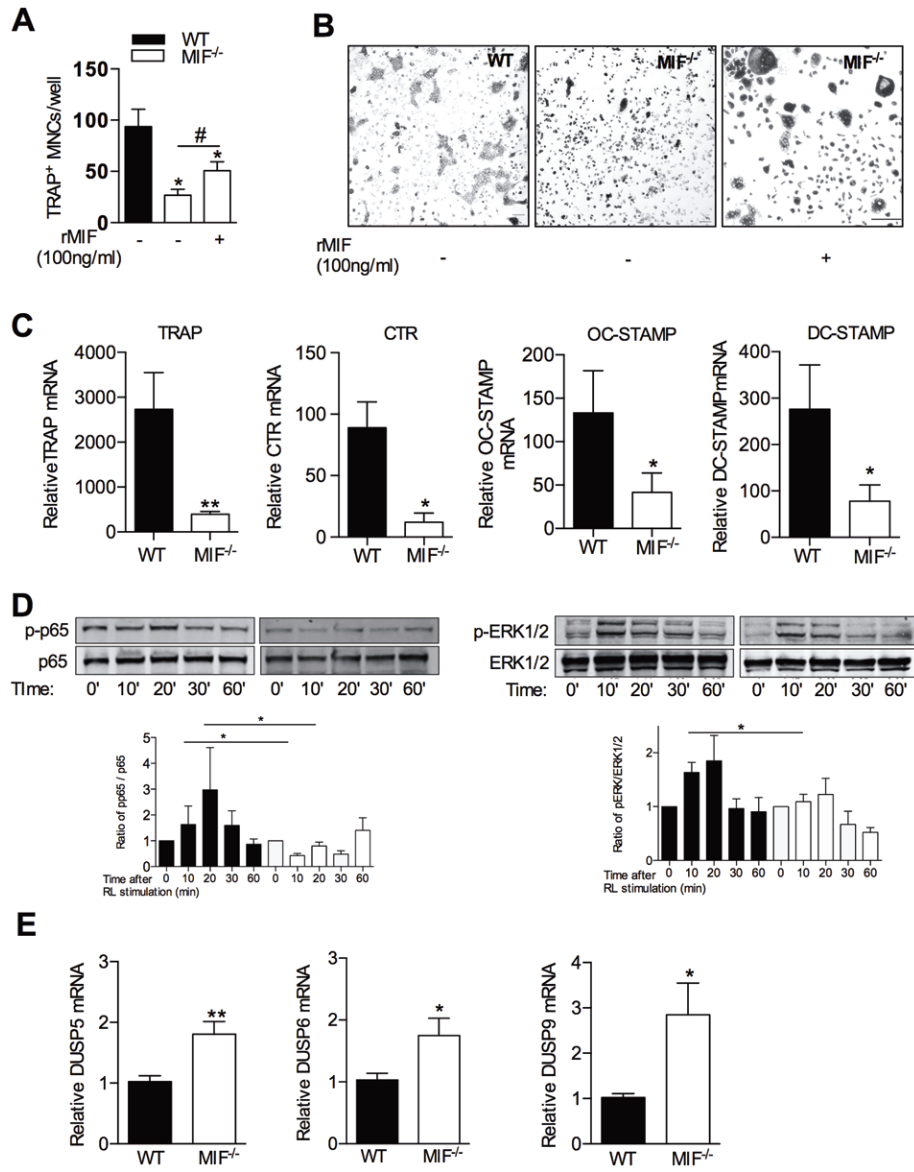 A
WT
MIF-/-
TRAP+ MNCs/well
150
100
50
0
#
*
*
rMIF
(100ng/ml)
-
-
+
B
WT
MIF-/-
MIF-/-
rMIF
(100ng/ml)
-
-
+
C
TRAP
RelativeTRAP mRNA
4000
3000
2000
1000
0
**
WT
MIF-/-
CTR
Relative CTR mRNA
150
100
50
0
*
WT
MIF-/-
OC-STAMP
Relative OC-STAMP
mRNA
200
150
100
50
0
*
WT
MIF-/-
DC-STAMP
Relative DC-STAMPmRNA
400
300
200
100
0
*
WT
MIF-/-
D
p-p65
p65
TIme:
0' 10' 20' 30' 60'
0' 10' 20' 30' 60'
Ratio of pp65 / p65
5
4
3
2
1
0
*
*
0 10 20 30 60 0 10 20 30 60
Time after
RL stimulation (min)
p-ERK1/2
ERK1/2
Time:
0' 10' 20' 30' 60'
0' 10' 20' 30' 60'
Ratio of pERK/ERK1/2
2
1
0
*
0 10 20 30 60 0 10 20 30 60
Time after
RL stimulation (min)
E
Relative DUSP5 mRNA
3
2
1
0
**
WT
MIF-/-
Relative DUSP6 mRNA
3
2
1
0
*
WT
MIF-/-
Relative DUSP9 mRNA
4
3
2
1
0
*
WT
MIF-/-